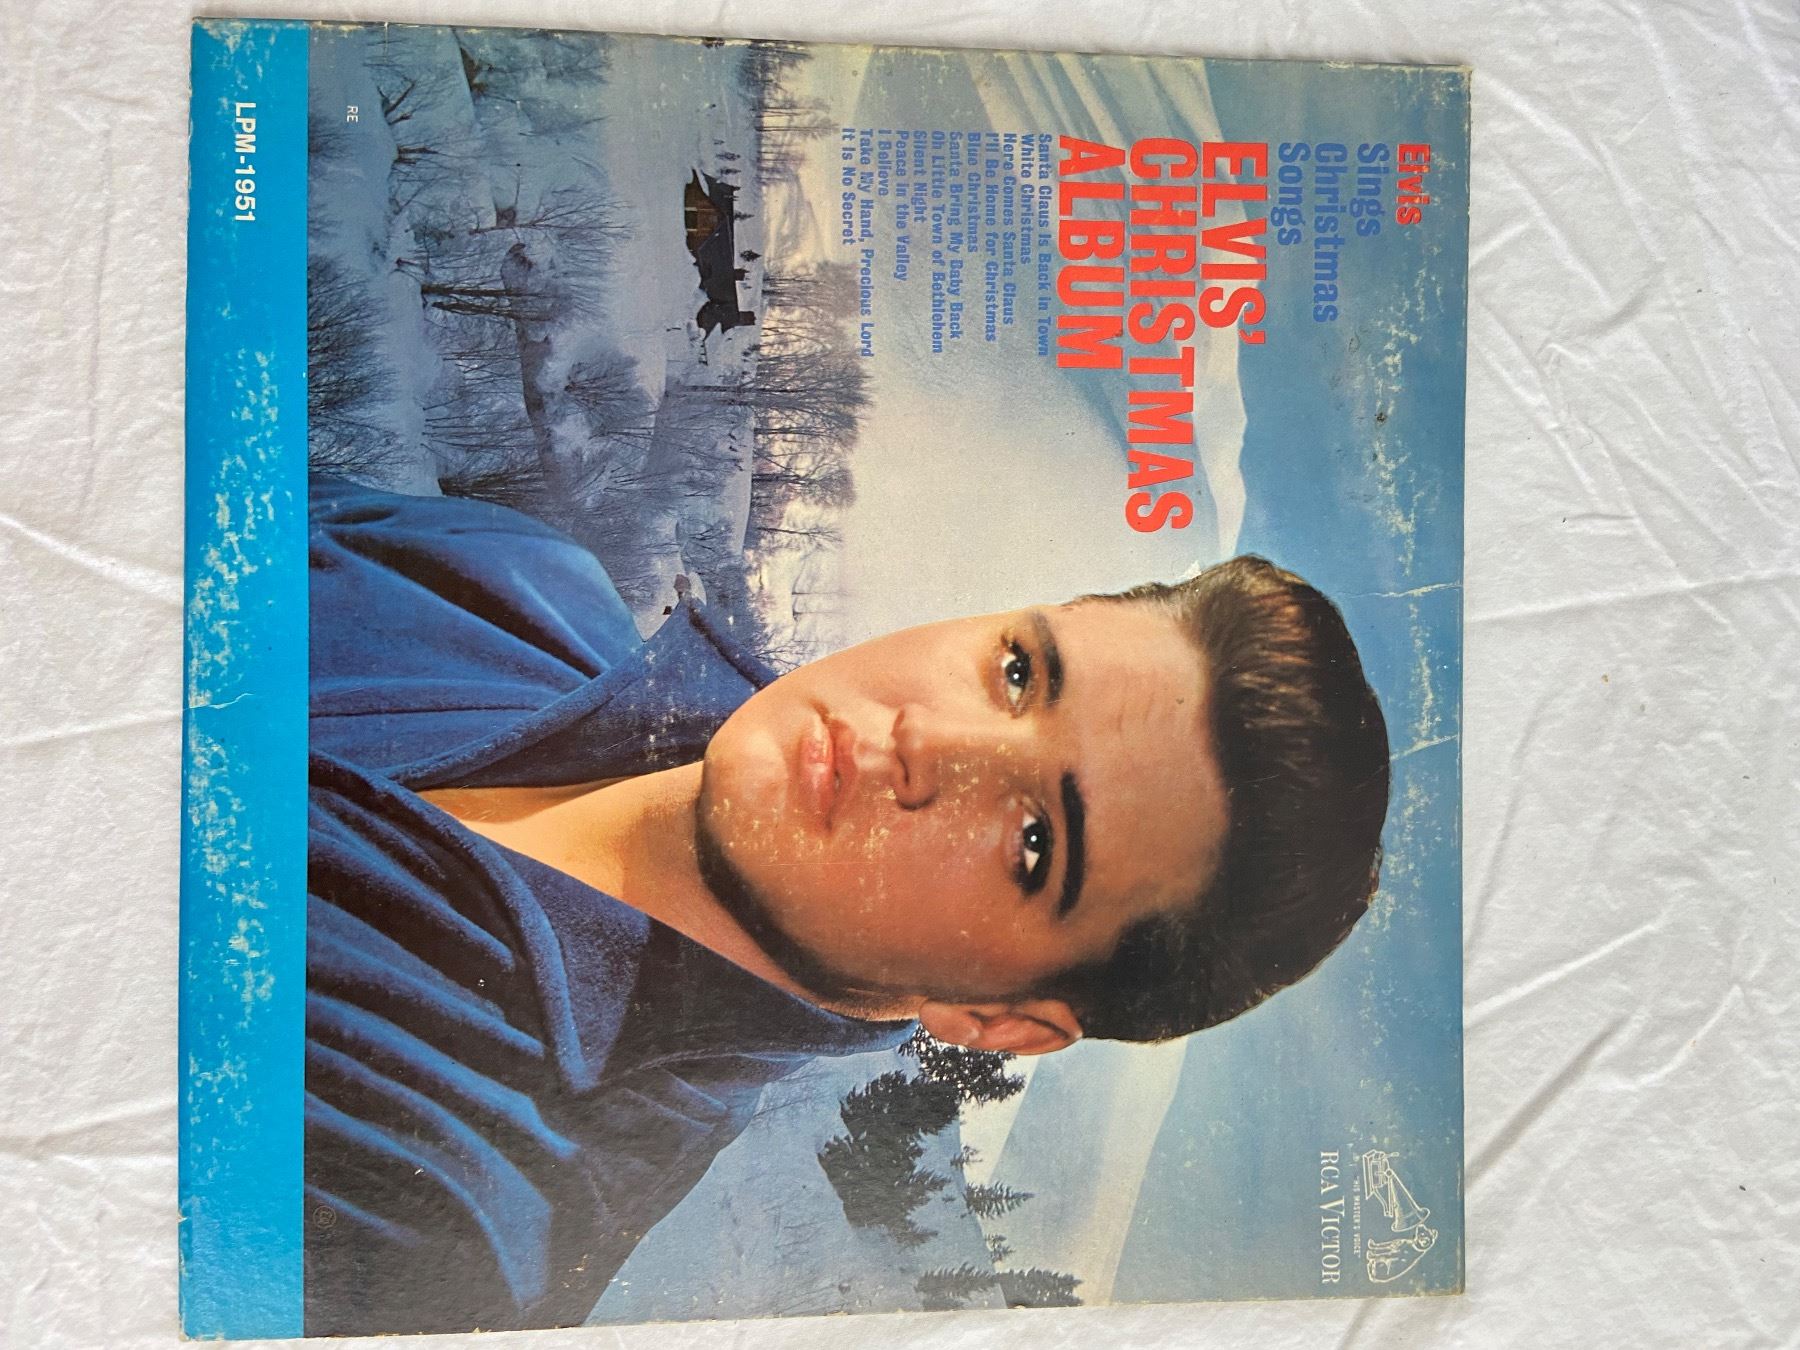 Elvis
Sings
Christmas
Songs
ELVIS'
CHRISTMAS
ALBUM
Santa Claus Is Back in Town
White Christmas
Here Comes Santa Claus
I'll Be Home for Christmas
Blue Christmas
Santa Bring My Baby Back
Oh Little Town of Bethlehem
Silent Night
Peace in the Valley
I Believe
Take My Hand, Precious Lord
It Is No Secret
"HIS MASTER'S VOICE"
RCA VICTOR
RE
LPM-1951